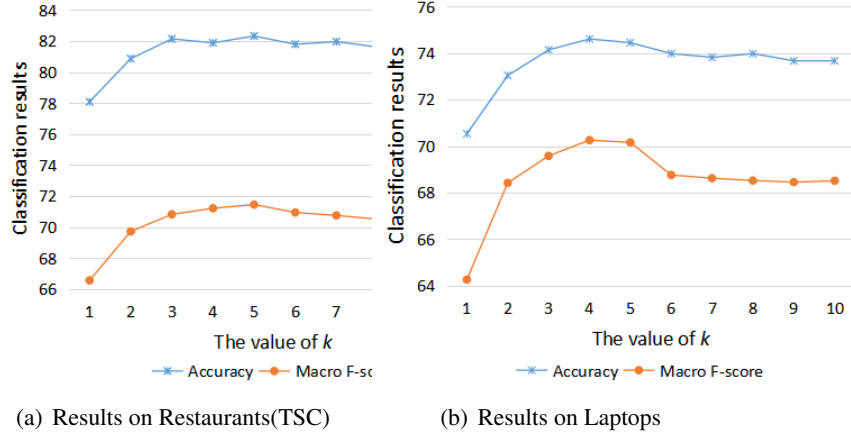 84
82
80
78
76
74
72
70
68
66
Classification results
1 2 3 4 5 6 7
The value of k
Accuracy Macro F-sc
(a) Results on Restaurants(TSC)
76
74
72
70
68
66
64
Classification results
1 2 3 4 5 6 7 8 9 10
The value of k
Accuracy Macro F-score
(b) Results on Laptops